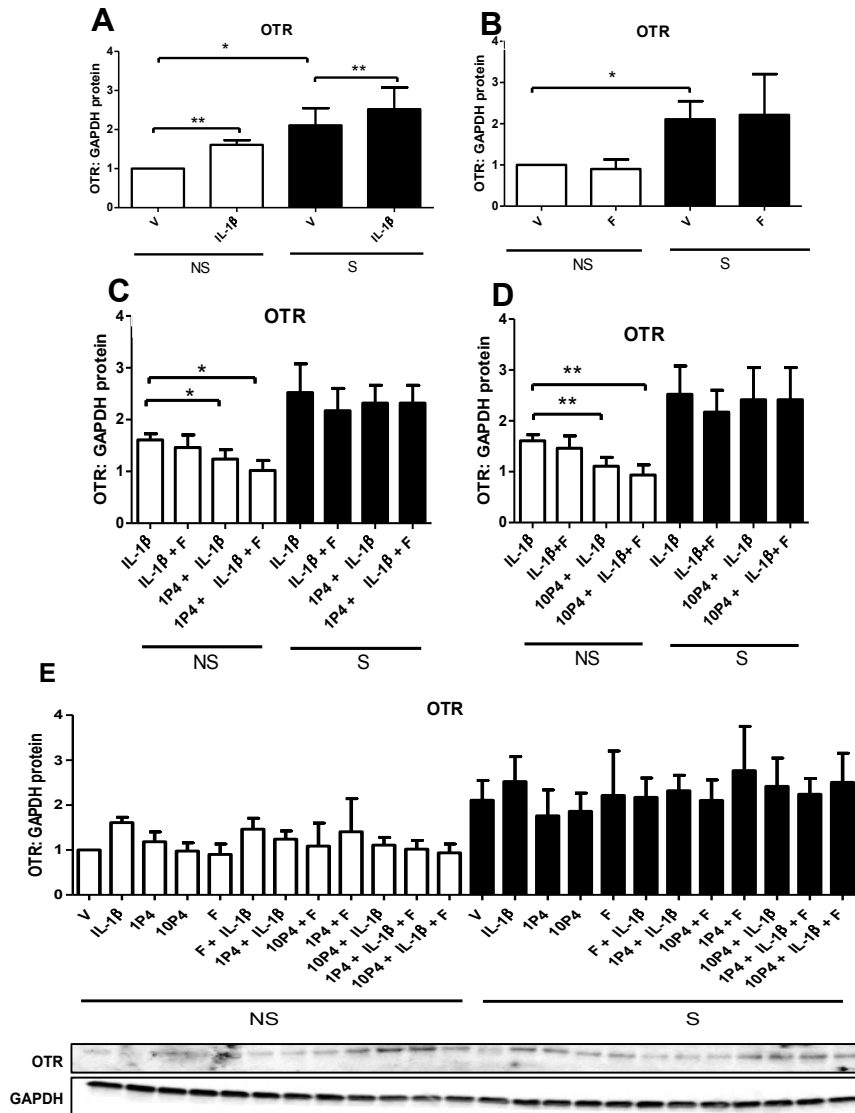 A
OTR
OTR: GAPDH protein
4
3
2
1
0
*
**
**
V
IL-1β
V
IL-1β
NS
S
B
OTR
OTR: GAPDH protein
4
3
2
1
0
*
V
F
V
F
NS
S
C
OTR
OTR: GAPDH protein
4
3
2
1
0
*
*
IL-1β
IL-1β + F
1P4 + IL-1β
1P4 + IL-1β + F
IL-1β
IL-1β + F
1P4 + IL-1β
1P4 + IL-1β + F
NS
S
D
OTR
OTR: GAPDH protein
4
3
2
1
0
**
**
IL-1β
IL-1β+F
10P4 + IL-1β
10P4 + IL-1β + F
IL-1β
IL-1β+F
10P4 + IL-1β
10P4 + IL-1β + F
NS
S
E
OTR
OTR: GAPDH protein
4
3
2
1
0
V
IL-1β
1P4
10P4
F
F + IL-1β
1P4 + IL-1β
10P4 + F
1P4 + F
10P4 + IL-1β
1P4 + IL-1β + F
10P4 + IL-1β + F
V
IL-1β
1P4
10P4
F
F + IL-1β
1P4 + IL-1β
10P4 + F
1P4 + F
10P4 + IL-1β
1P4 + IL-1β + F
10P4 + IL-1β + F
NS
S
OTR
GAPDH